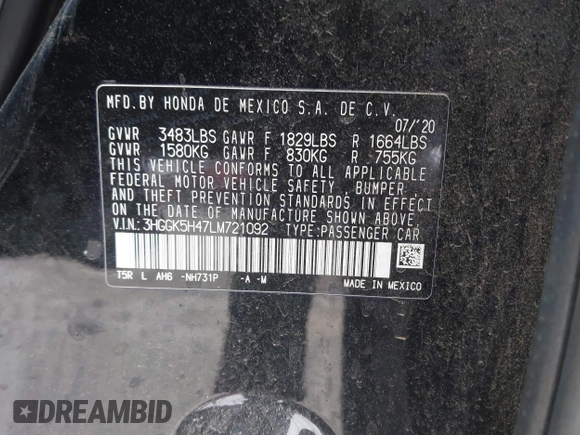 MFD.BY HONDA DE MEXICO S.A. DE C.V.
07/'20
GVWR 3483LBS GAWR F 1829LBS R 1664LBS
GVWR 1580KG GAWR F 830KG R 755KG
THIS VEHICLE CONFORMS TO ALL APPLICABLE
FEDERAL MOTOR VEHICLE SAFETY, BUMPER,
AND THEFT PREVENTION STANDARDS IN EFFECT
ON THE DATE OF MANUFACTURE SHOWN ABOVE.
V.I.N.: 3HGGK5H47LM721092 TYPE:PASSENGER CAR
T5R L AH6 -NH731P -A -M
MADE IN MEXICO
DREAMBID